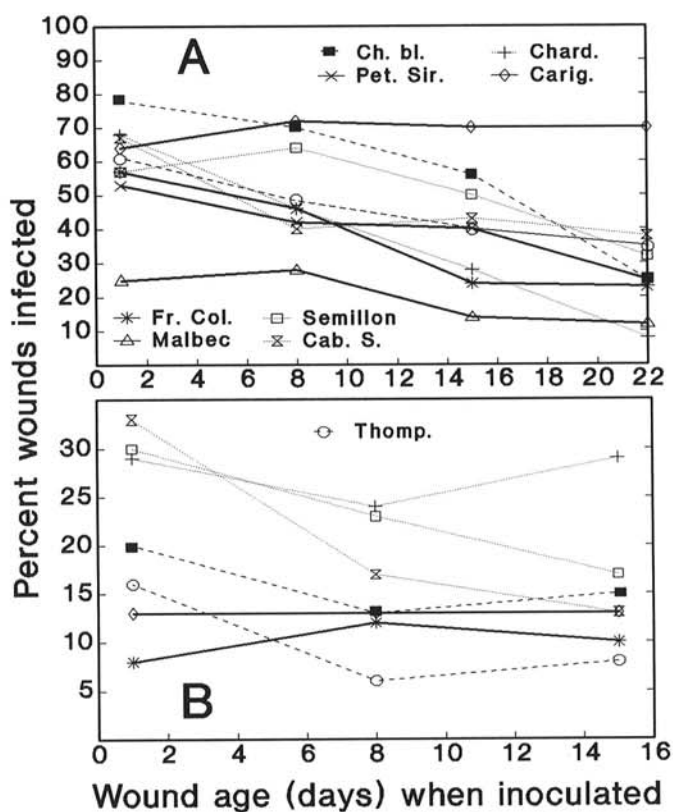 100
90
80
70
60
50
40
30
20
10
A
Ch. bl. Chard.
Pet. Sir. Carig.
Fr. Col. Semillon
Malbec Cab. S.
0 2 4 6 8 10 12 14 16 18 20 22
30
25
20
15
10
5
Thomp.
B
0 2 4 6 8 10 12 14 16
Percent wounds infected
Wound age (days) when inoculated